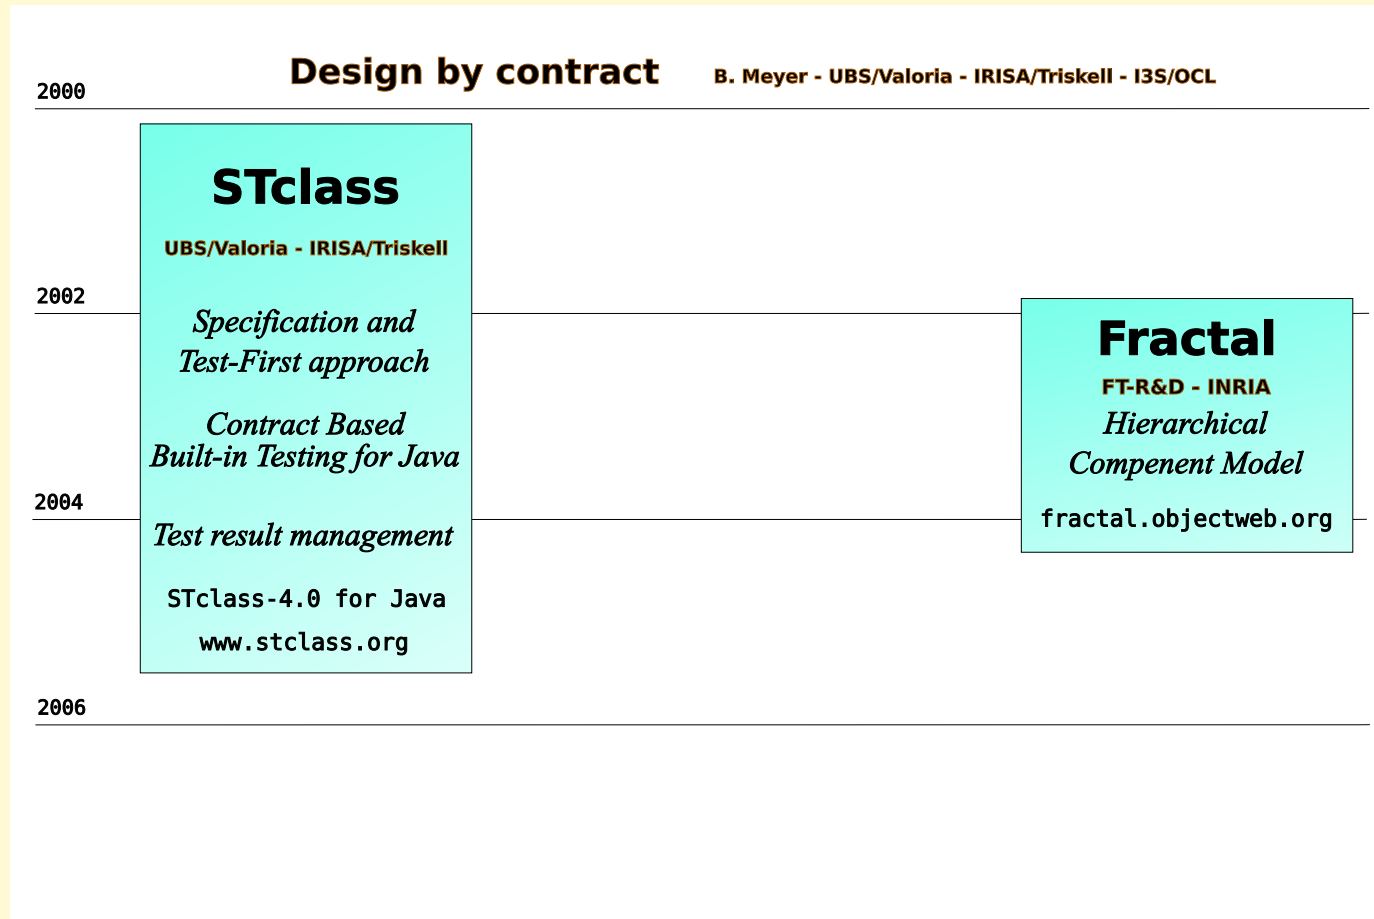 Design by contract
B. Meyer - UBS/Valoria - IRISA/Triskell - I3S/OCL
2000
STclass
UBS/Valoria - IRISA/Triskell
Specification and
Test-First approach
Contract Based
Built-in Testing for Java
Test result management
STclass-4.0 for Java
www.stclass.org
2002
Fractal
FT-R&D - INRIA
Hierarchical
Compenent Model
fractal.objectweb.org
2004
2006